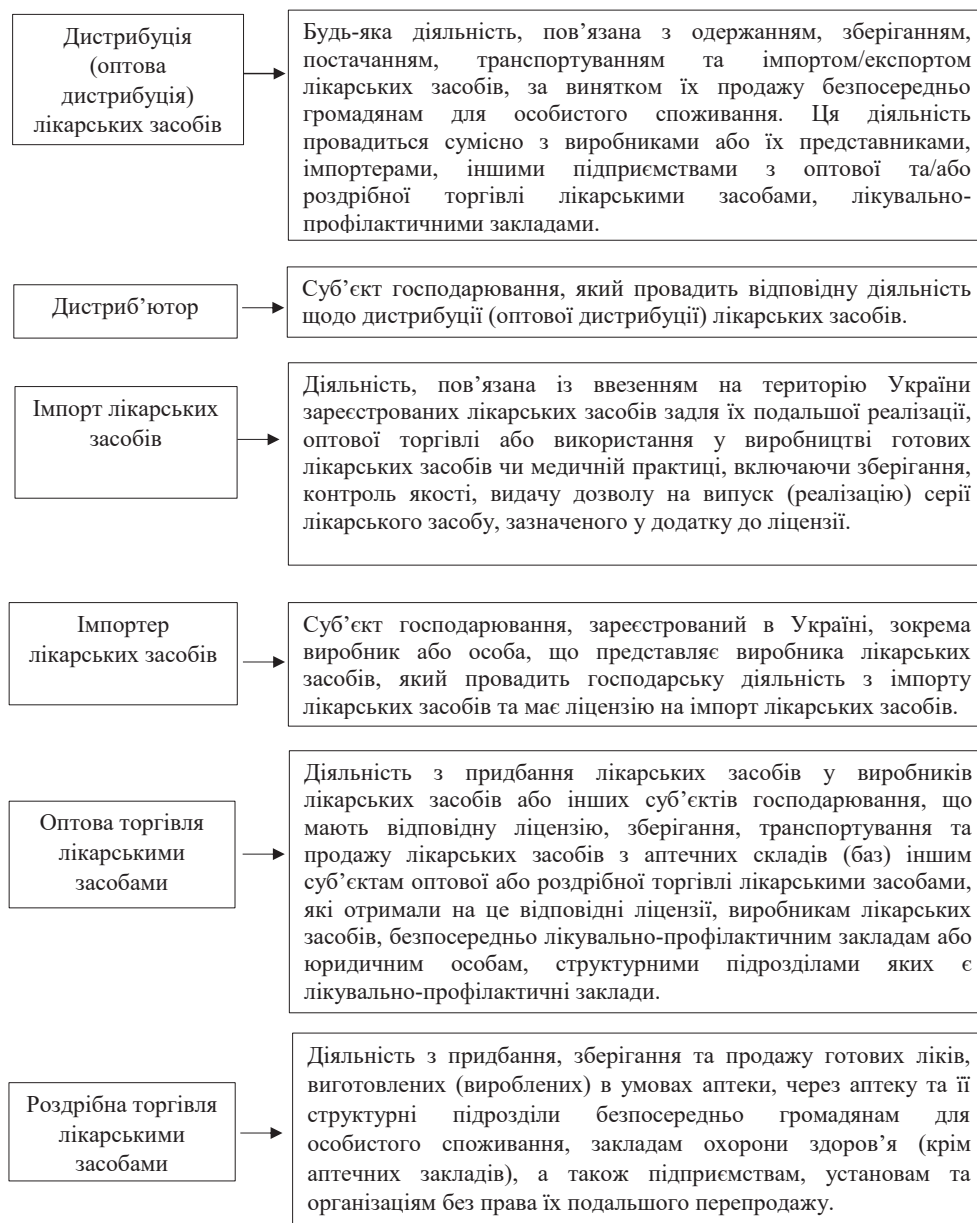 Дистрибуція
(оптова
дистрибуція)
лікарських засобів
Будь-яка діяльність, пов’язана з одержанням, зберіганням,
постачанням, транспортуванням та імпортом/експортом
лікарських засобів, за винятком їх продажу безпосередньо
громадянам для особистого споживання. Ця діяльність
провадиться сумісно з виробниками або їх представниками,
імпортерами, іншими підприємствами з оптової та/або
роздрібної торгівлі лікарськими засобами, лікувально-
профілактичними закладами.
Дистриб’ютор
Суб’єкт господарювання, який провадить відповідну діяльність
щодо дистрибуції (оптової дистрибуції) лікарських засобів.
Імпорт лікарських
засобів
Діяльність, пов’язана із ввезенням на територію України
зареєстрованих лікарських засобів задля їх подальшої реалізації,
оптової торгівлі або використання у виробництві готових
лікарських засобів чи медичній практиці, включаючи зберігання,
контроль якості, видачу дозволу на випуск (реалізацію) серії
лікарського засобу, зазначеного у додатку до ліцензії.
Імпортер
лікарських засобів
Суб’єкт господарювання, зареєстрований в Україні, зокрема
виробник або особа, що представляє виробника лікарських
засобів, який провадить господарську діяльність з імпорту
лікарських засобів та має ліцензію на імпорт лікарських засобів.
Оптова торгівля
лікарськими
засобами
Діяльність з придбання лікарських засобів у виробників
лікарських засобів або інших суб’єктів господарювання, що
мають відповідну ліцензію, зберігання, транспортування та
продажу лікарських засобів з аптечних складів (баз) іншим
суб’єктам оптової або роздрібної торгівлі лікарськими засобами,
які отримали на це відповідні ліцензії, виробникам лікарських
засобів, безпосередньо лікувально-профілактичним закладам або
юридичним особам, структурними підрозділами яких є
лікувально-профілактичні заклади.
Роздрібна торгівля
лікарськими
засобами
Діяльність з придбання, зберігання та продажу готових ліків,
виготовлених (вироблених) в умовах аптеки, через аптеку та її
структурні підрозділи безпосередньо громадянам для
особистого споживання, закладам охорони здоров’я (крім
аптечних закладів), а також підприємствам, установам та
організаціям без права їх подальшого перепродажу.